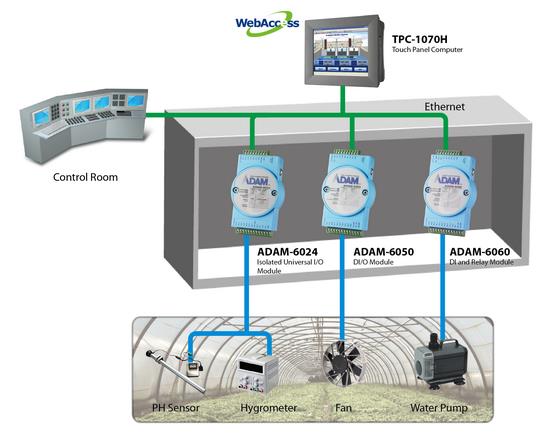 WebAccess
TPC-1070H
Touch Panel Computer
Ethernet
Control Room
ADAM
ADAM
ADAM
ADAM-6024
Isolated Universal I/O
Module
ADAM-6050
DI/O Module
ADAM-6060
DI and Relay Module
PH Sensor
Hygrometer
Fan
Water Pump